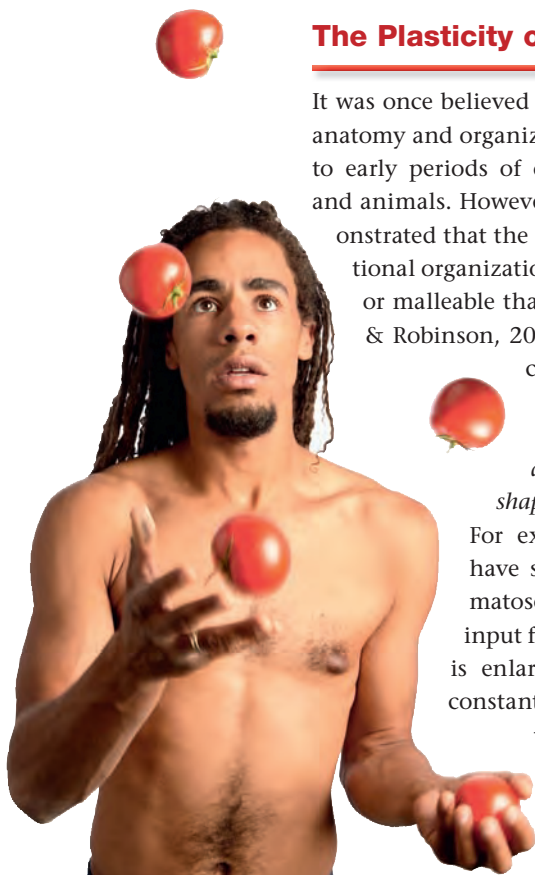 The Plasticity o
It was once believed
anatomy and organiz
to early periods of
and animals. Howeve
onstrated that the
tional organizatio
or malleable tha
& Robinson, 20
c
shap
For ex
have s
matos
input f
is enlar
constant